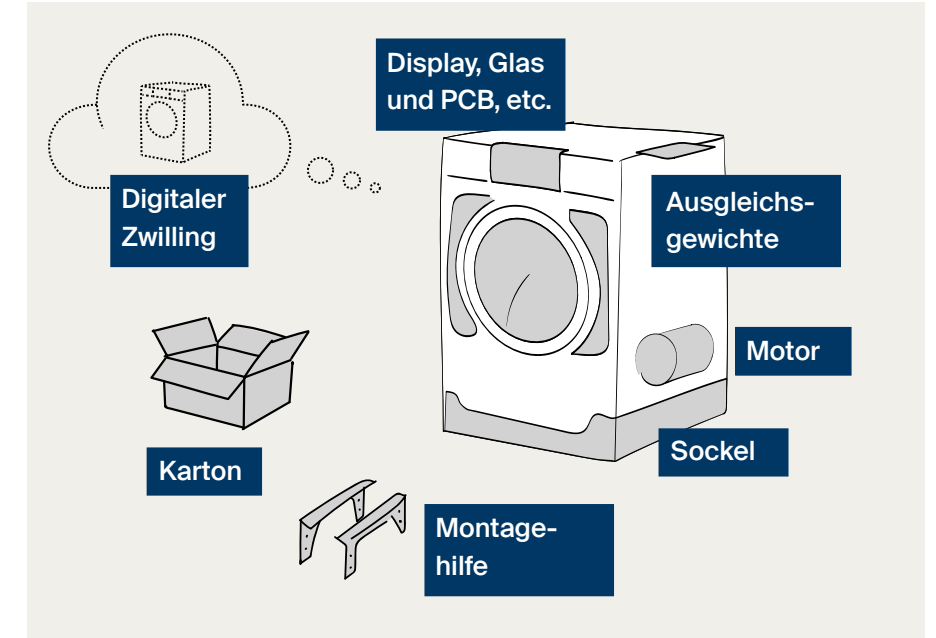 Display, Glas
und PCB, etc.
Digitaler
Zwilling
Ausgleichs-
gewichte
Motor
Sockel
Karton
Montage-
hilfe